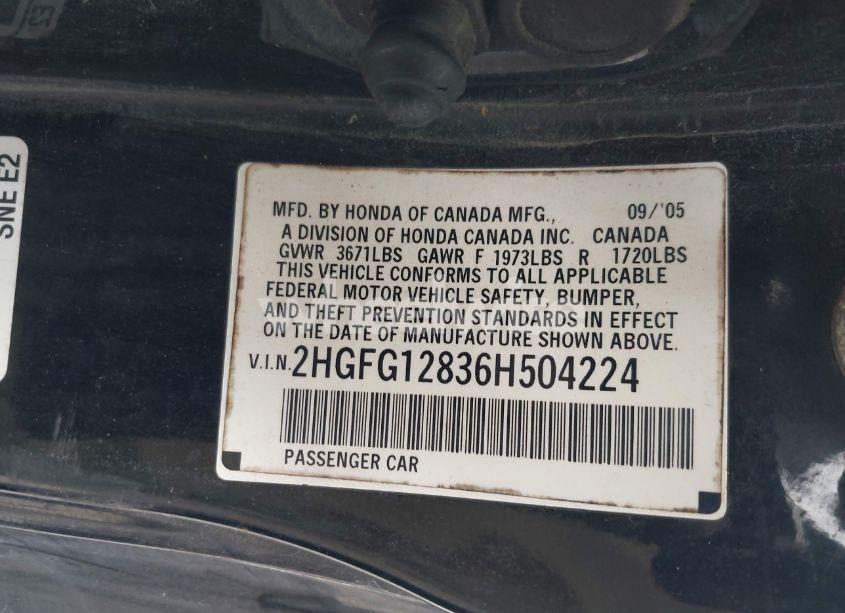 SNE E2
MFD. BY HONDA OF CANADA MFG., 09/'05
A DIVISION OF HONDA CANADA INC. CANADA
GVWR 3671LBS GAWR F 1973LBS R 1720LBS
THIS VEHICLE CONFORMS TO ALL APPLICABLE
FEDERAL MOTOR VEHICLE SAFETY, BUMPER,
AND THEFT PREVENTION STANDARDS IN EFFECT
ON THE DATE OF MANUFACTURE SHOWN ABOVE.
V.I.N. 2HGFG12836H504224
PASSENGER CAR